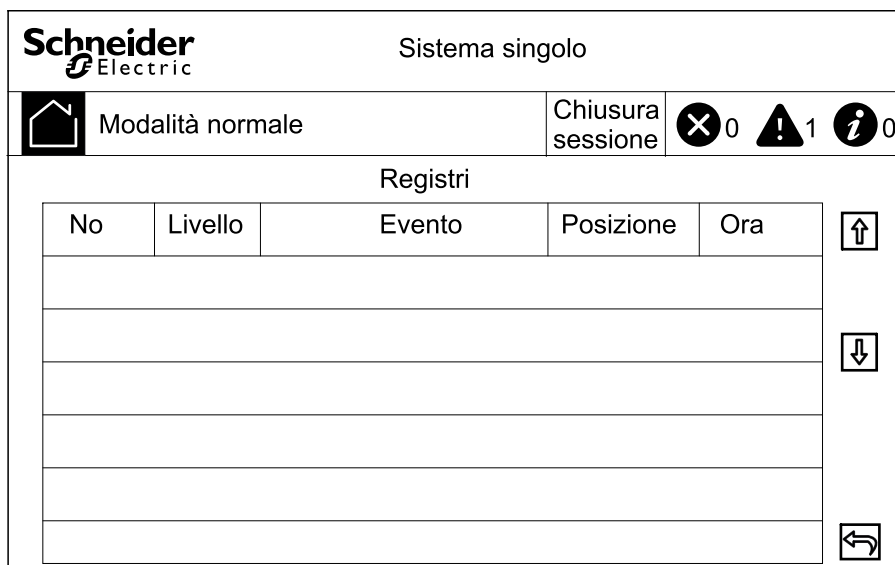 Schneider
Electric
Sistema singolo
Modalità normale
Chiusura
sessione
0
1
0
Registri
No
Livello
Evento
Posizione
Ora